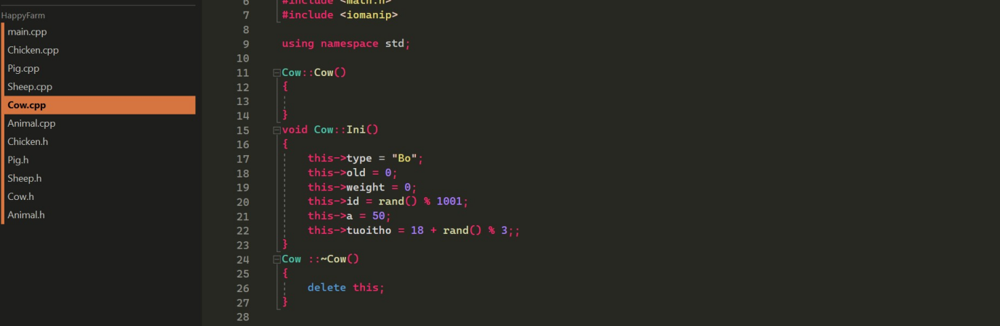 HappyFarm
main.cpp
Chicken.cpp
Pig.cpp
Sheep.cpp
Cow.cpp
Animal.cpp
Chicken.h
Pig.h
Sheep.h
Cow.h
Animal.h
6 #include <math.h>
7 #include <iomanip>
8
9 using namespace std;
10
11 Cow::Cow()
12 {
13
14 }
15 void Cow::Ini()
16 {
17 this->type = "Bo";
18 this->old = 0;
19 this->weight = 0;
20 this->id = rand() % 1001;
21 this->a = 50;
22 this->tuoitho = 18 + rand() % 3;;
23 }
24 Cow ::~Cow()
25 {
26 delete this;
27 }
28